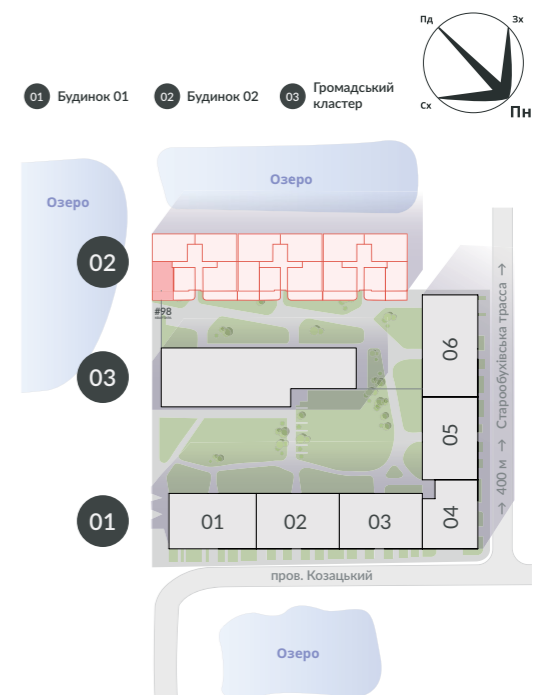 Пд
Зх
Сх
Пн
01 Будинок 01
02 Будинок 02
03 Громадський
кластер
Озеро
Озеро
02
#98
03
06
05
01
01
02
03
04
→ 400 м → Старообухівська трасса →
пров. Козацький
Озеро